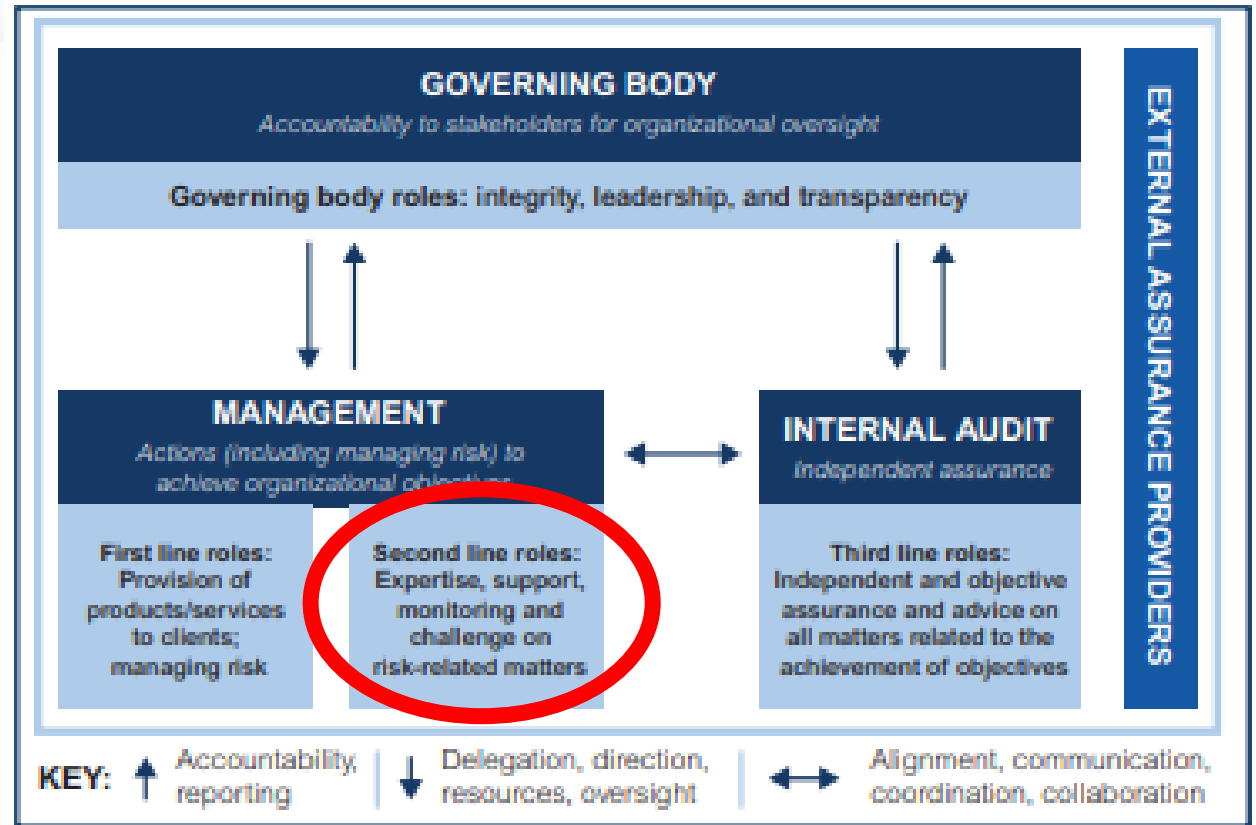 GOVERNING BODY
Accountability to stakeholders for organizational oversight
Governing body roles: integrity, leadership, and transparency
MANAGEMENT
Actions (including managing risk) to
achieve organizational objectives
First line roles:
Provision of
products/services
to clients;
managing risk
Second line roles:
Expertise, support,
monitoring and
challenge on
risk-related matters
INTERNAL AUDIT
Independent assurance
Third line roles:
Independent and objective
assurance and advice on
all matters related to the
achievement of objectives
EXTERNAL ASSURANCE PROVIDERS
KEY:
Accountability,
reporting
Delegation, direction,
resources, oversight
Alignment, communication,
coordination, collaboration